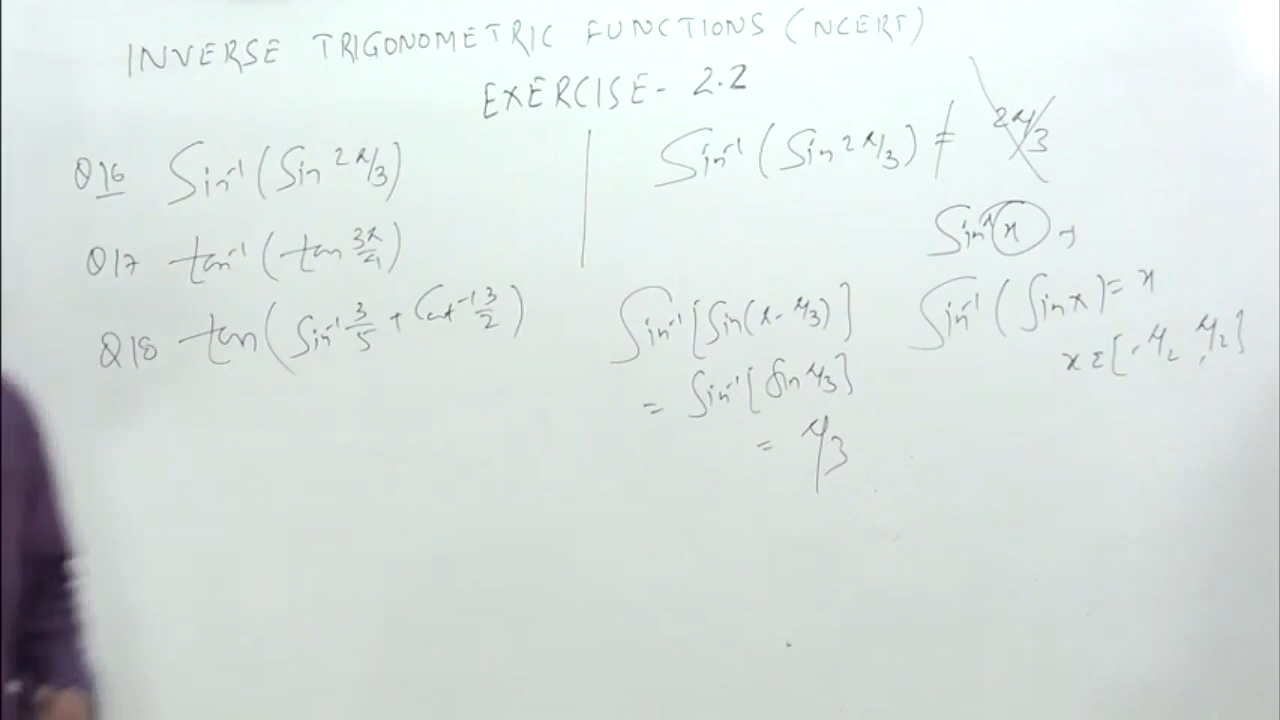 INVERSE TRIGONOMETRIC FUNCTIONS (NCERT)
EXERCISE- 2.2
Q16 Sin⁻¹(Sin 2π/3)
Q17 tan⁻¹(tan 3π/4)
Q18 tan(Sin⁻¹ 3/5 + Cot⁻¹ 3/2)
Sin⁻¹(Sin 2π/3) ≠ 2π/3
Sin⁻¹(x) →
Sin⁻¹(Sin x) = x
x ε [-π/2, π/2]
Sin⁻¹[Sin(π - π/3)]
= Sin⁻¹[Sin π/3]
= π/3